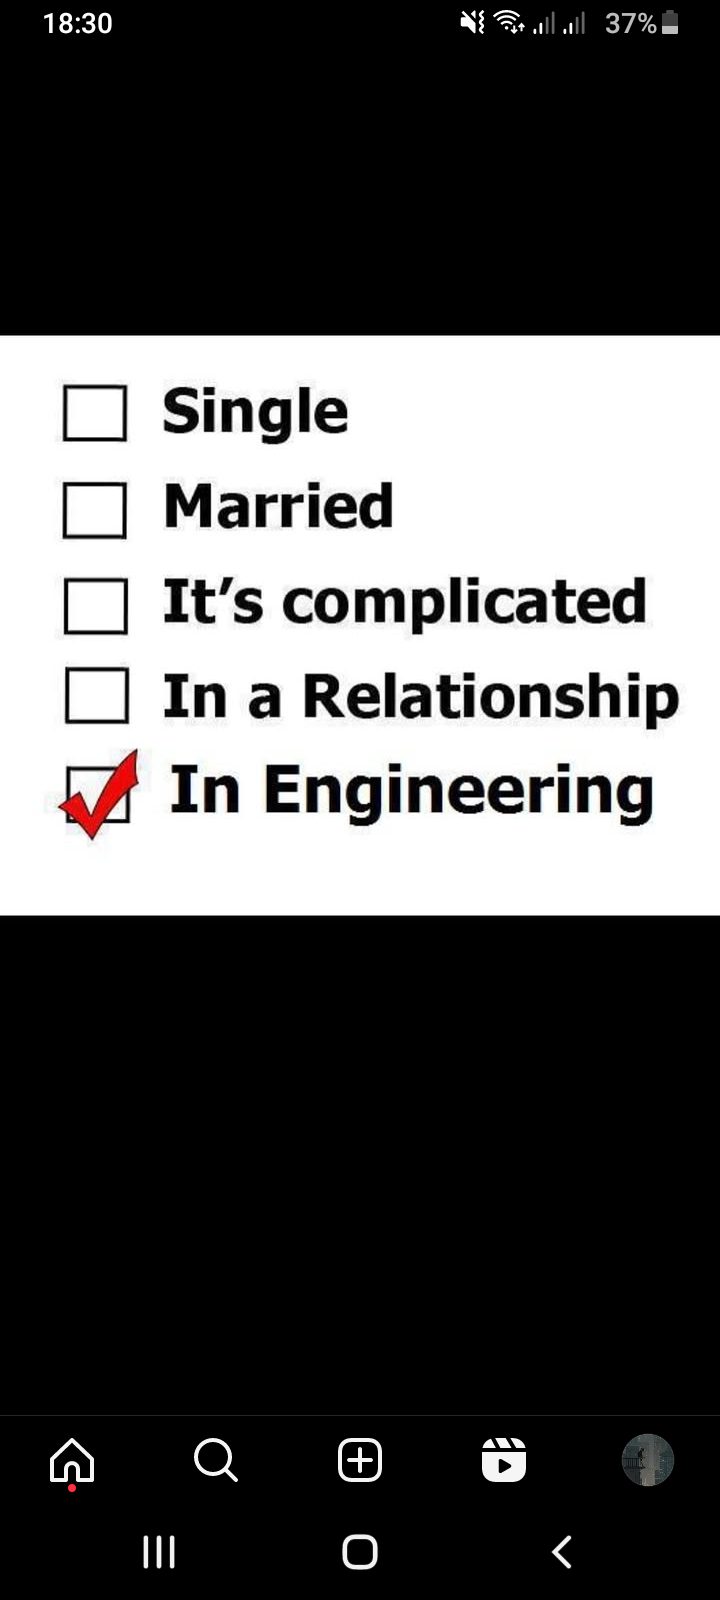 18:30 37%
Single
Married
It’s complicated
In a Relationship
In Engineering